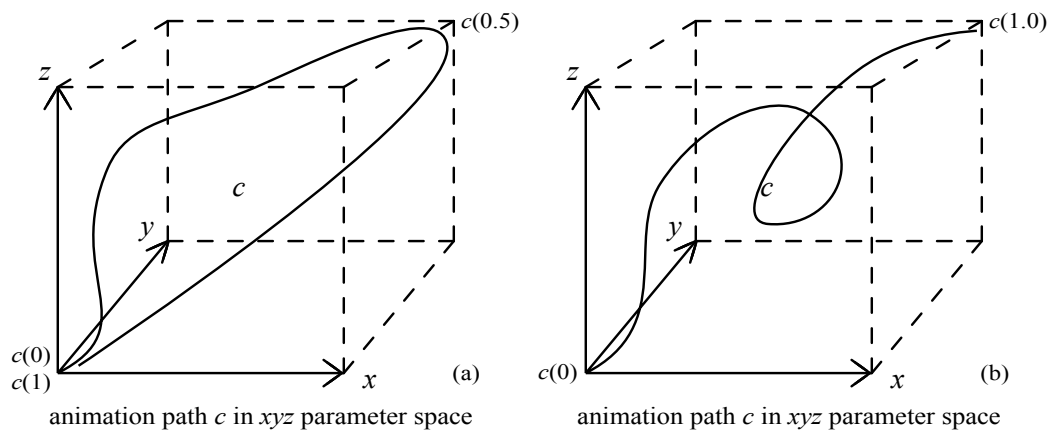 c(0.5)
z
c
y
c(0)
c(1)
x
(a)
animation path c in xyz parameter space
c(1.0)
z
c
y
c(0)
x
(b)
animation path c in xyz parameter space